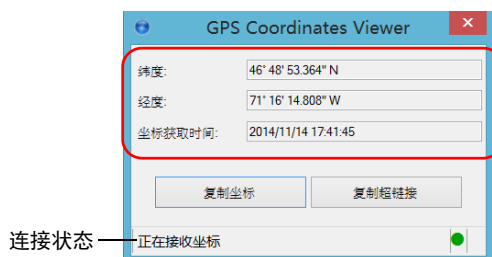 GPS Coordinates Viewer
纬度: 46° 48' 53.364" N
经度: 71° 16' 14.808" W
坐标获取时间: 2014/11/14 17:41:45
复制坐标 复制超链接
连接状态 正在接收坐标